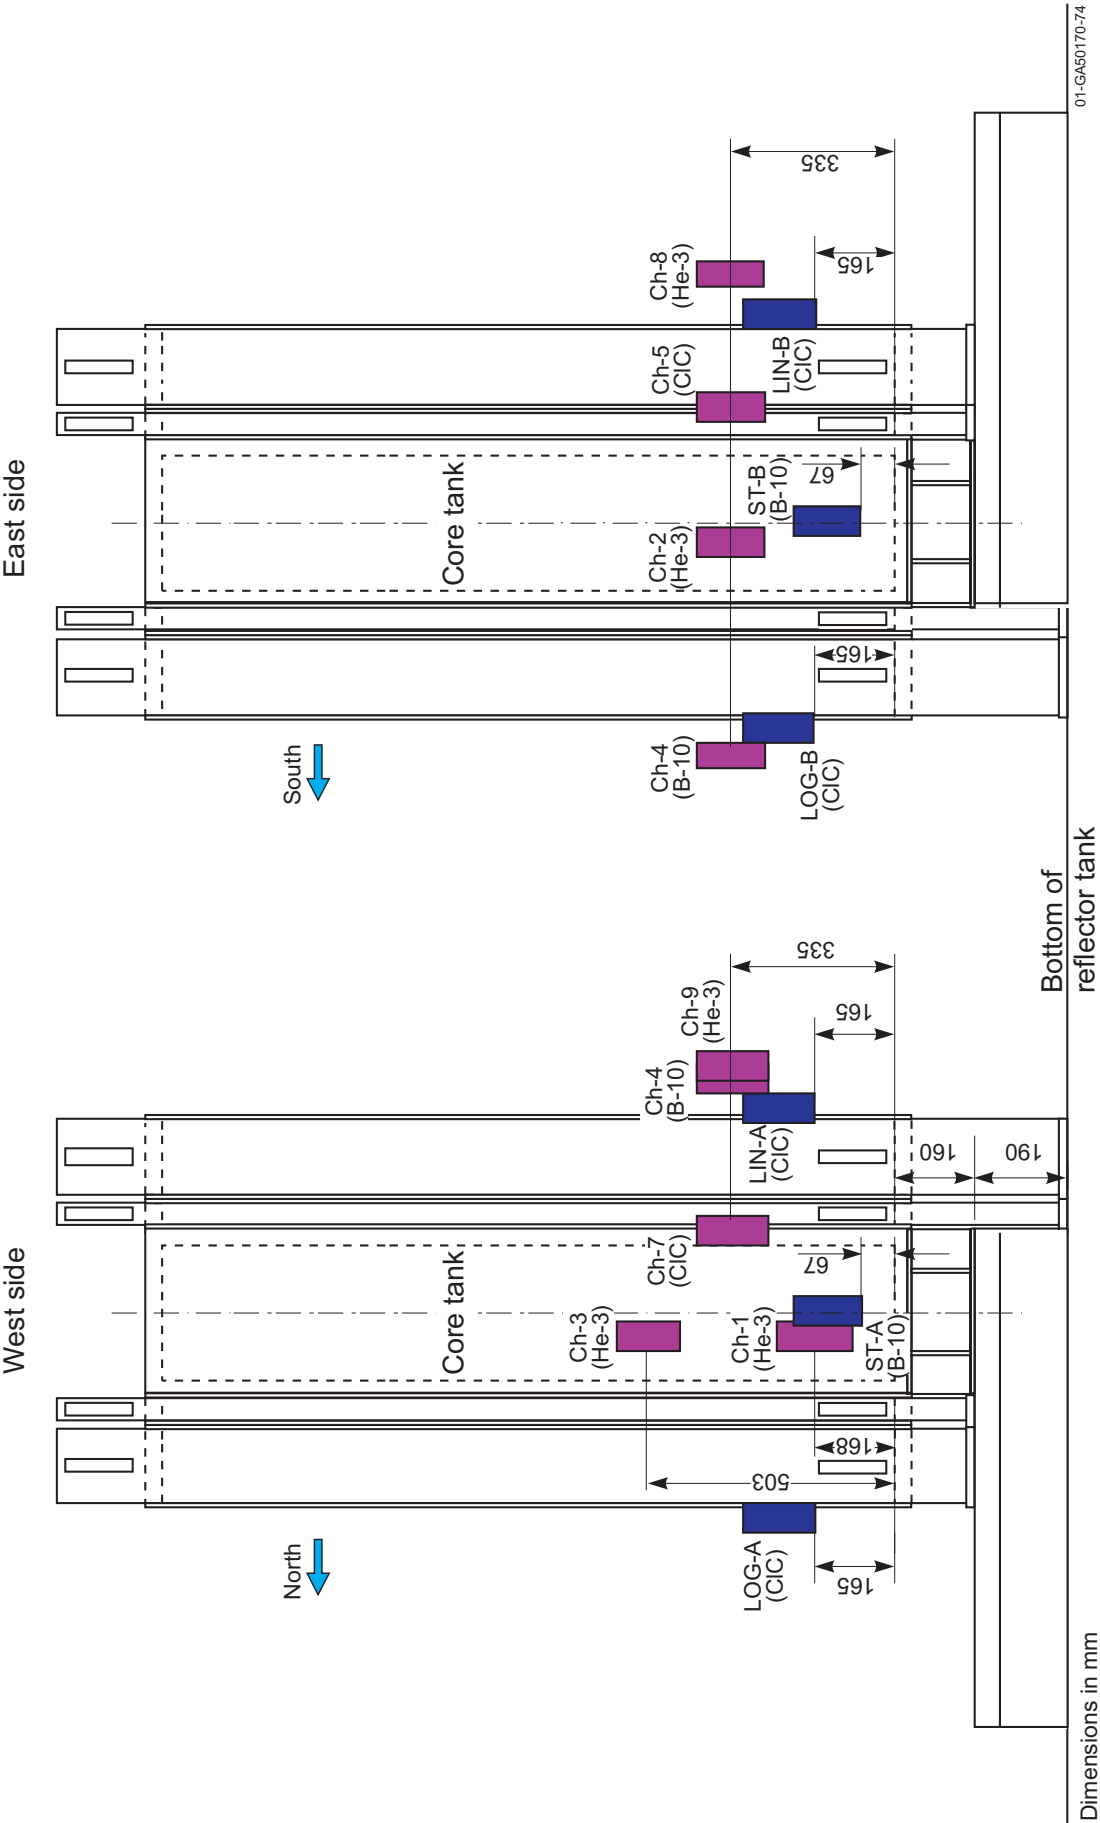 East side
South
Core tank
Ch-8
(He-3)
Ch-5
(CIC)
LIN-B
(CIC)
ST-B
(B-10)
Ch-2
(He-3)
Ch-4
(B-10)
LOG-B
(CIC)
335
165
67
165
01-GA50170-74
West side
North
Core tank
Ch-9
(He-3)
Ch-4
(B-10)
LIN-A
(CIC)
Ch-7
(CIC)
Ch-3
(He-3)
Ch-1
(He-3)
ST-A
(B-10)
LOG-A
(CIC)
335
165
160
190
67
168
503
165
Bottom of
reflector tank
Dimensions in mm